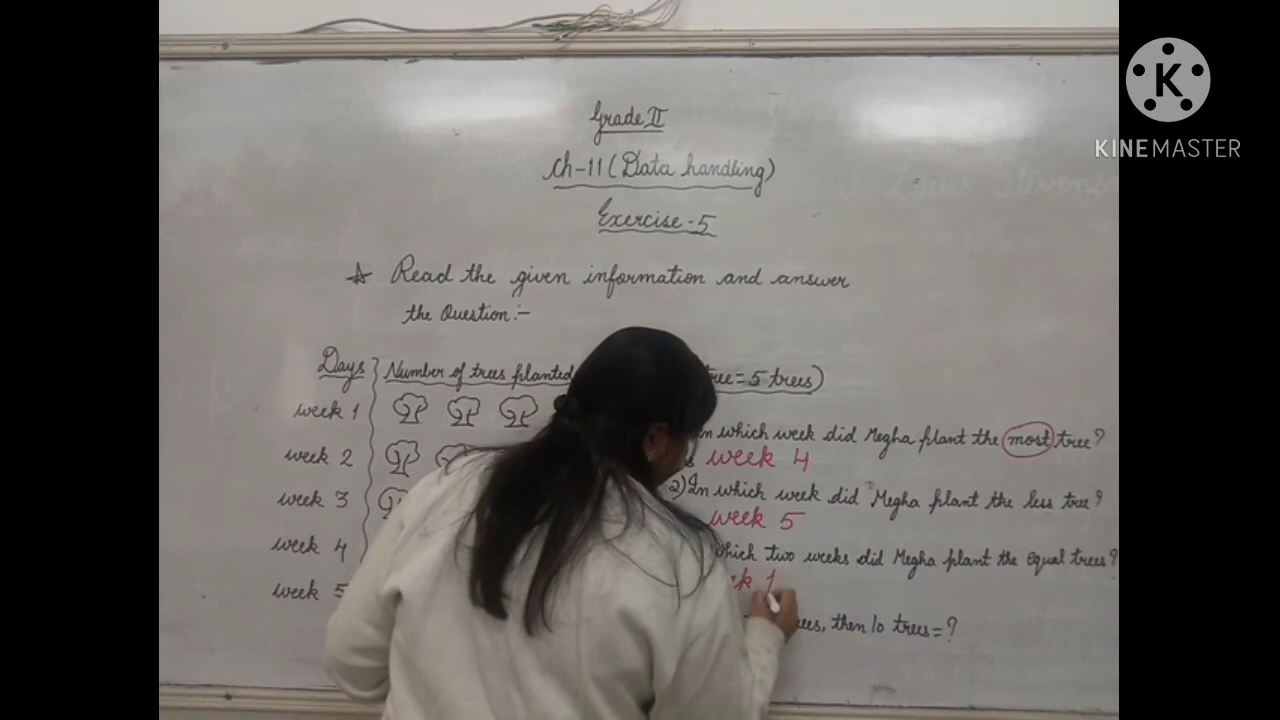 Grade II
Ch-11 (Data handling)
Exercise-5
Read the given information and answer
the Question:-
Days
Number of trees planted
tree = 5 trees)
week 1
week 2
week 3
week 4
week 5
In which week did Megha plant the most tree?
week 4
2) In which week did Megha plant the less tree?
week 5
which two weeks did Megha plant the equal trees?
1
trees, then 10 trees = ?
KINEMASTER